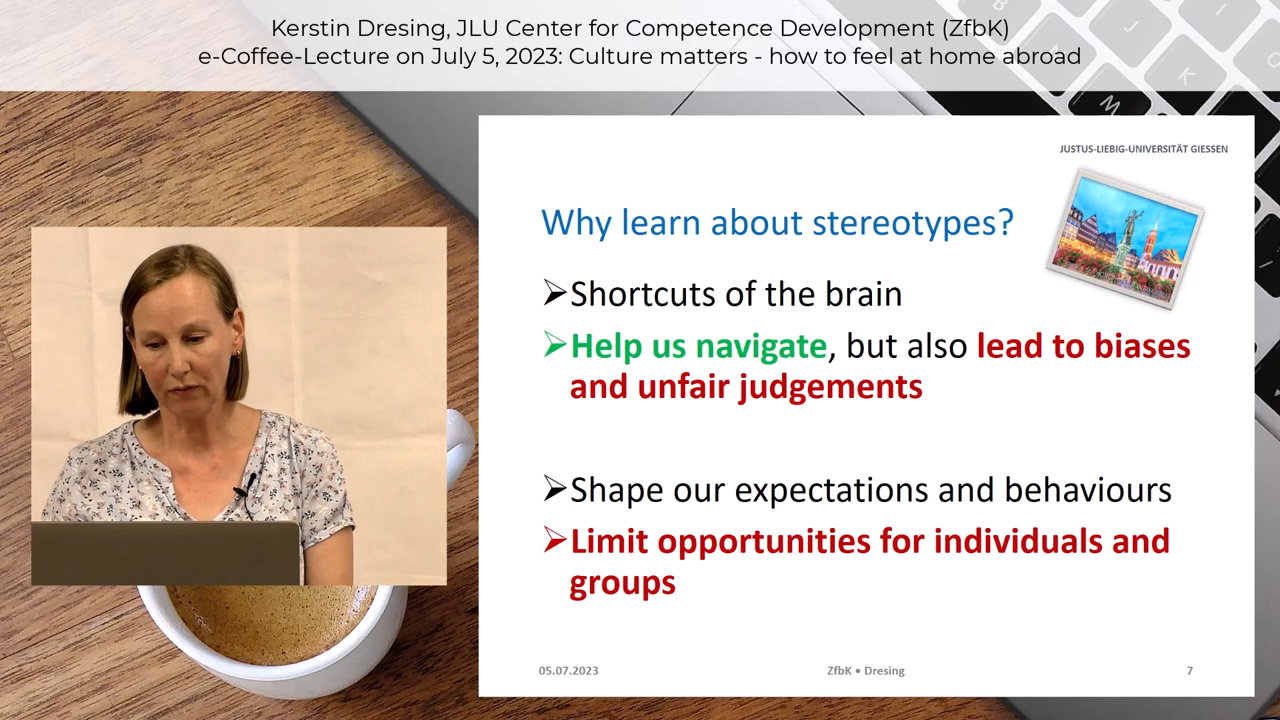 Kerstin Dresing, JLU Center for Competence Development (ZfbK)
e-Coffee-Lecture on July 5, 2023: Culture matters - how to feel at home abroad
JUSTUS-LIEBIG-UNIVERSITÄT GIESSEN
Why learn about stereotypes?
➢Shortcuts of the brain
➢Help us navigate, but also lead to biases
and unfair judgements
➢Shape our expectations and behaviours
➢Limit opportunities for individuals and
groups
05.07.2023 ZfbK • Dresing 7
M
K
J
B
I